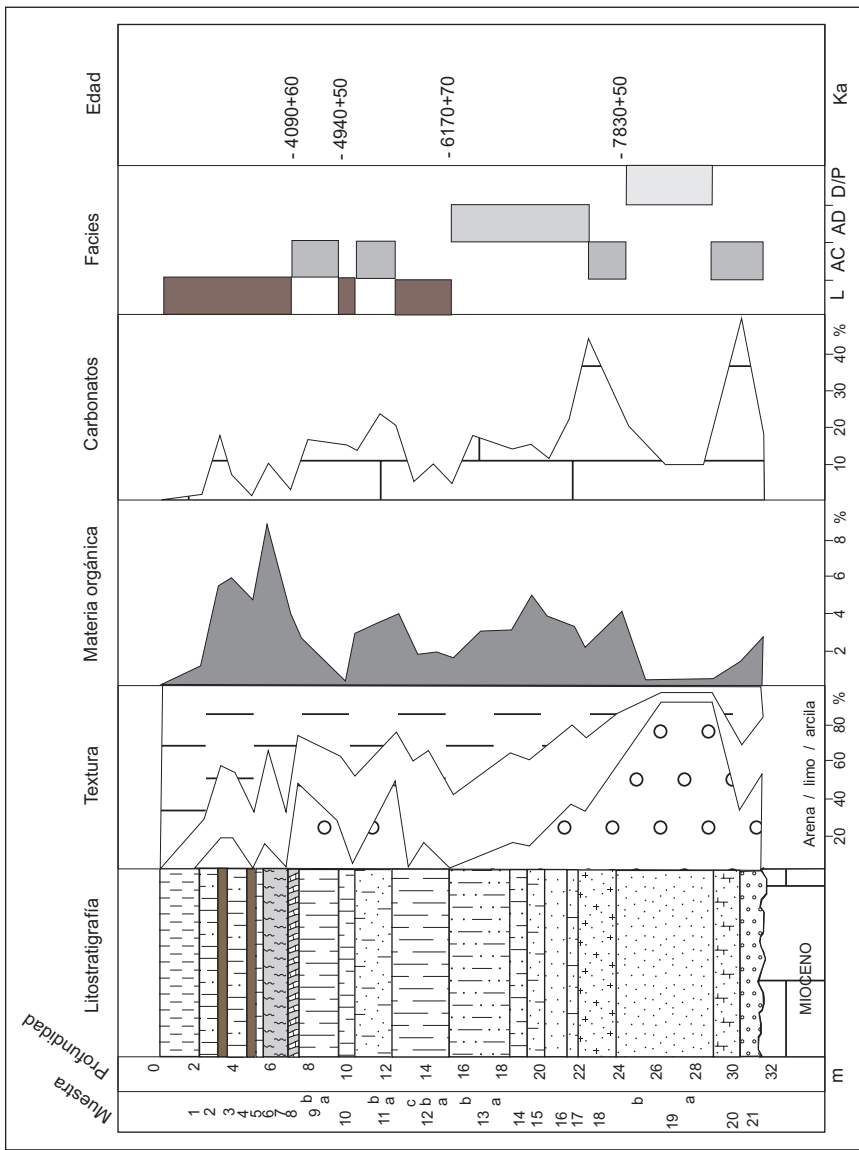 Muestra
Profundidad
Litostratigrafía
Textura
Materia orgánica
Carbonatos
Facies
Edad
1
2
3
4
5
6
7
8
9 b a
10
11 b a
12 c b a
13 b a
14
15
16
17
18
19 b a
20
21
0
2
4
6
8
10
12
14
16
18
20
22
24
26
28
30
32
m
MIOCENO
- 4090+60
- 4940+50
- 6170+70
- 7830+50
20 40 60 80 %
Arena / limo / arcila
2 4 6 8 %
10 20 30 40 %
L AC AD D/P
Ka